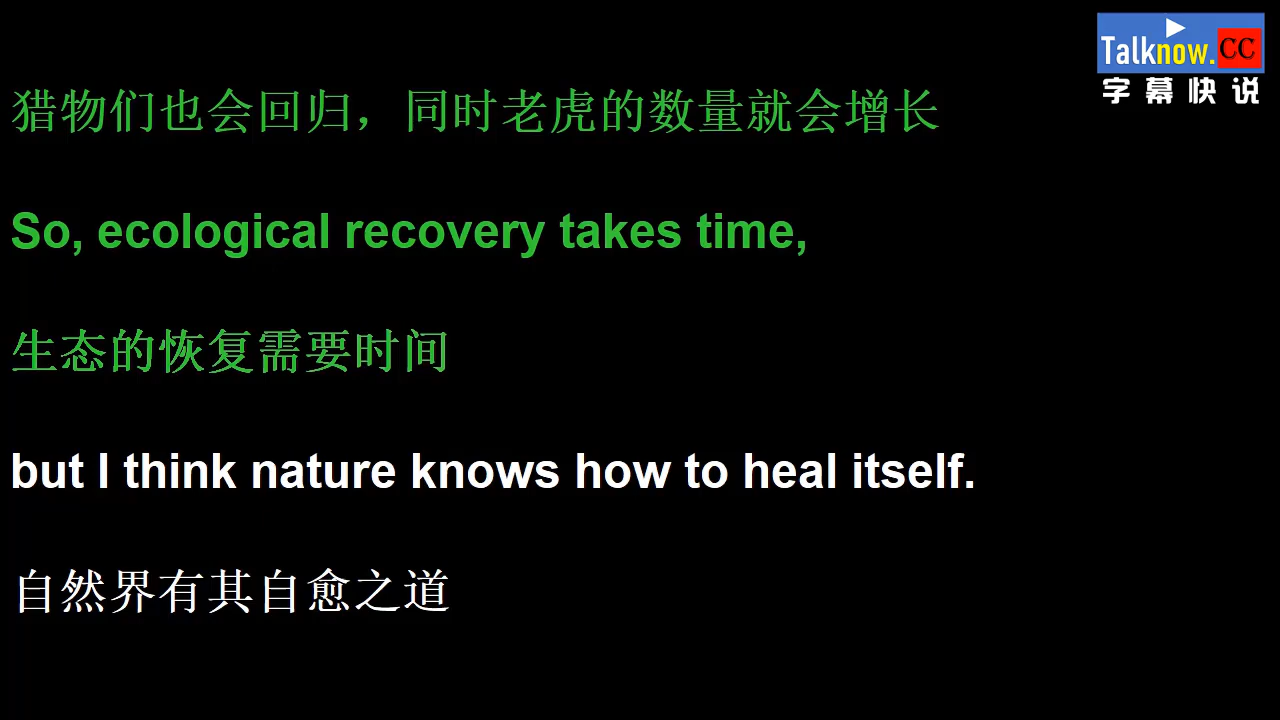 Talknow.CC
字幕快说
猎物们也会回归，同时老虎的数量就会增长
So, ecological recovery takes time,
生态的恢复需要时间
but I think nature knows how to heal itself.
自然界有其自愈之道